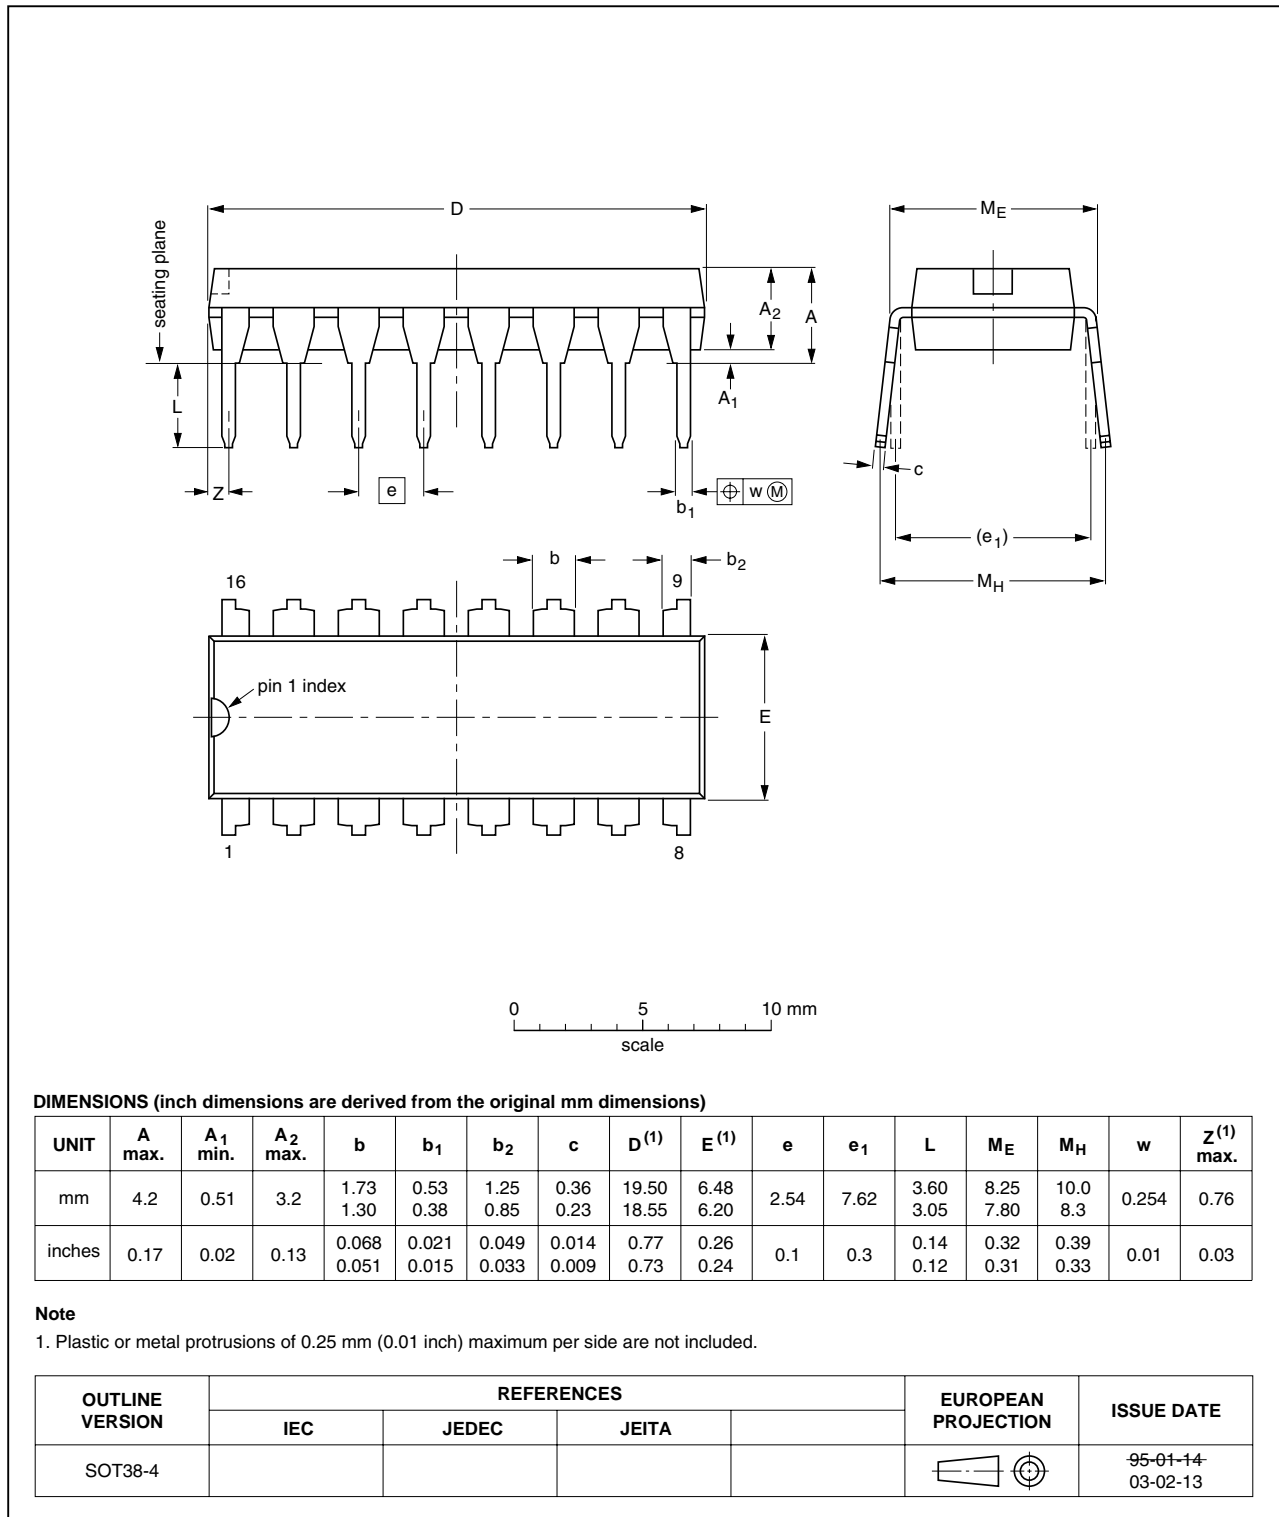 D
M_E
seating plane
A_2
A
A_1
L
Z
e
b_1
w M
c
(e_1)
M_H
b
b_2
16
9
pin 1 index
E
1
8
0 5 10 mm
scale
DIMENSIONS (inch dimensions are derived from the original mm dimensions)
UNIT A max. A1 min. A2 max. b b1 b2 c D(1) E(1) e e1 L ME MH w Z(1) max.
mm 4.2 0.51 3.2 1.73 1.30 0.53 0.38 1.25 0.85 0.36 0.23 19.50 18.55 6.48 6.20 2.54 7.62 3.60 3.05 8.25 7.80 10.0 8.3 0.254 0.76
inches 0.17 0.02 0.13 0.068 0.051 0.021 0.015 0.049 0.033 0.014 0.009 0.77 0.73 0.26 0.24 0.1 0.3 0.14 0.12 0.32 0.31 0.39 0.33 0.01 0.03
Note
1. Plastic or metal protrusions of 0.25 mm (0.01 inch) maximum per side are not included.
OUTLINE VERSION REFERENCES EUROPEAN PROJECTION ISSUE DATE
IEC JEDEC JEITA
SOT38-4 95-01-14
03-02-13